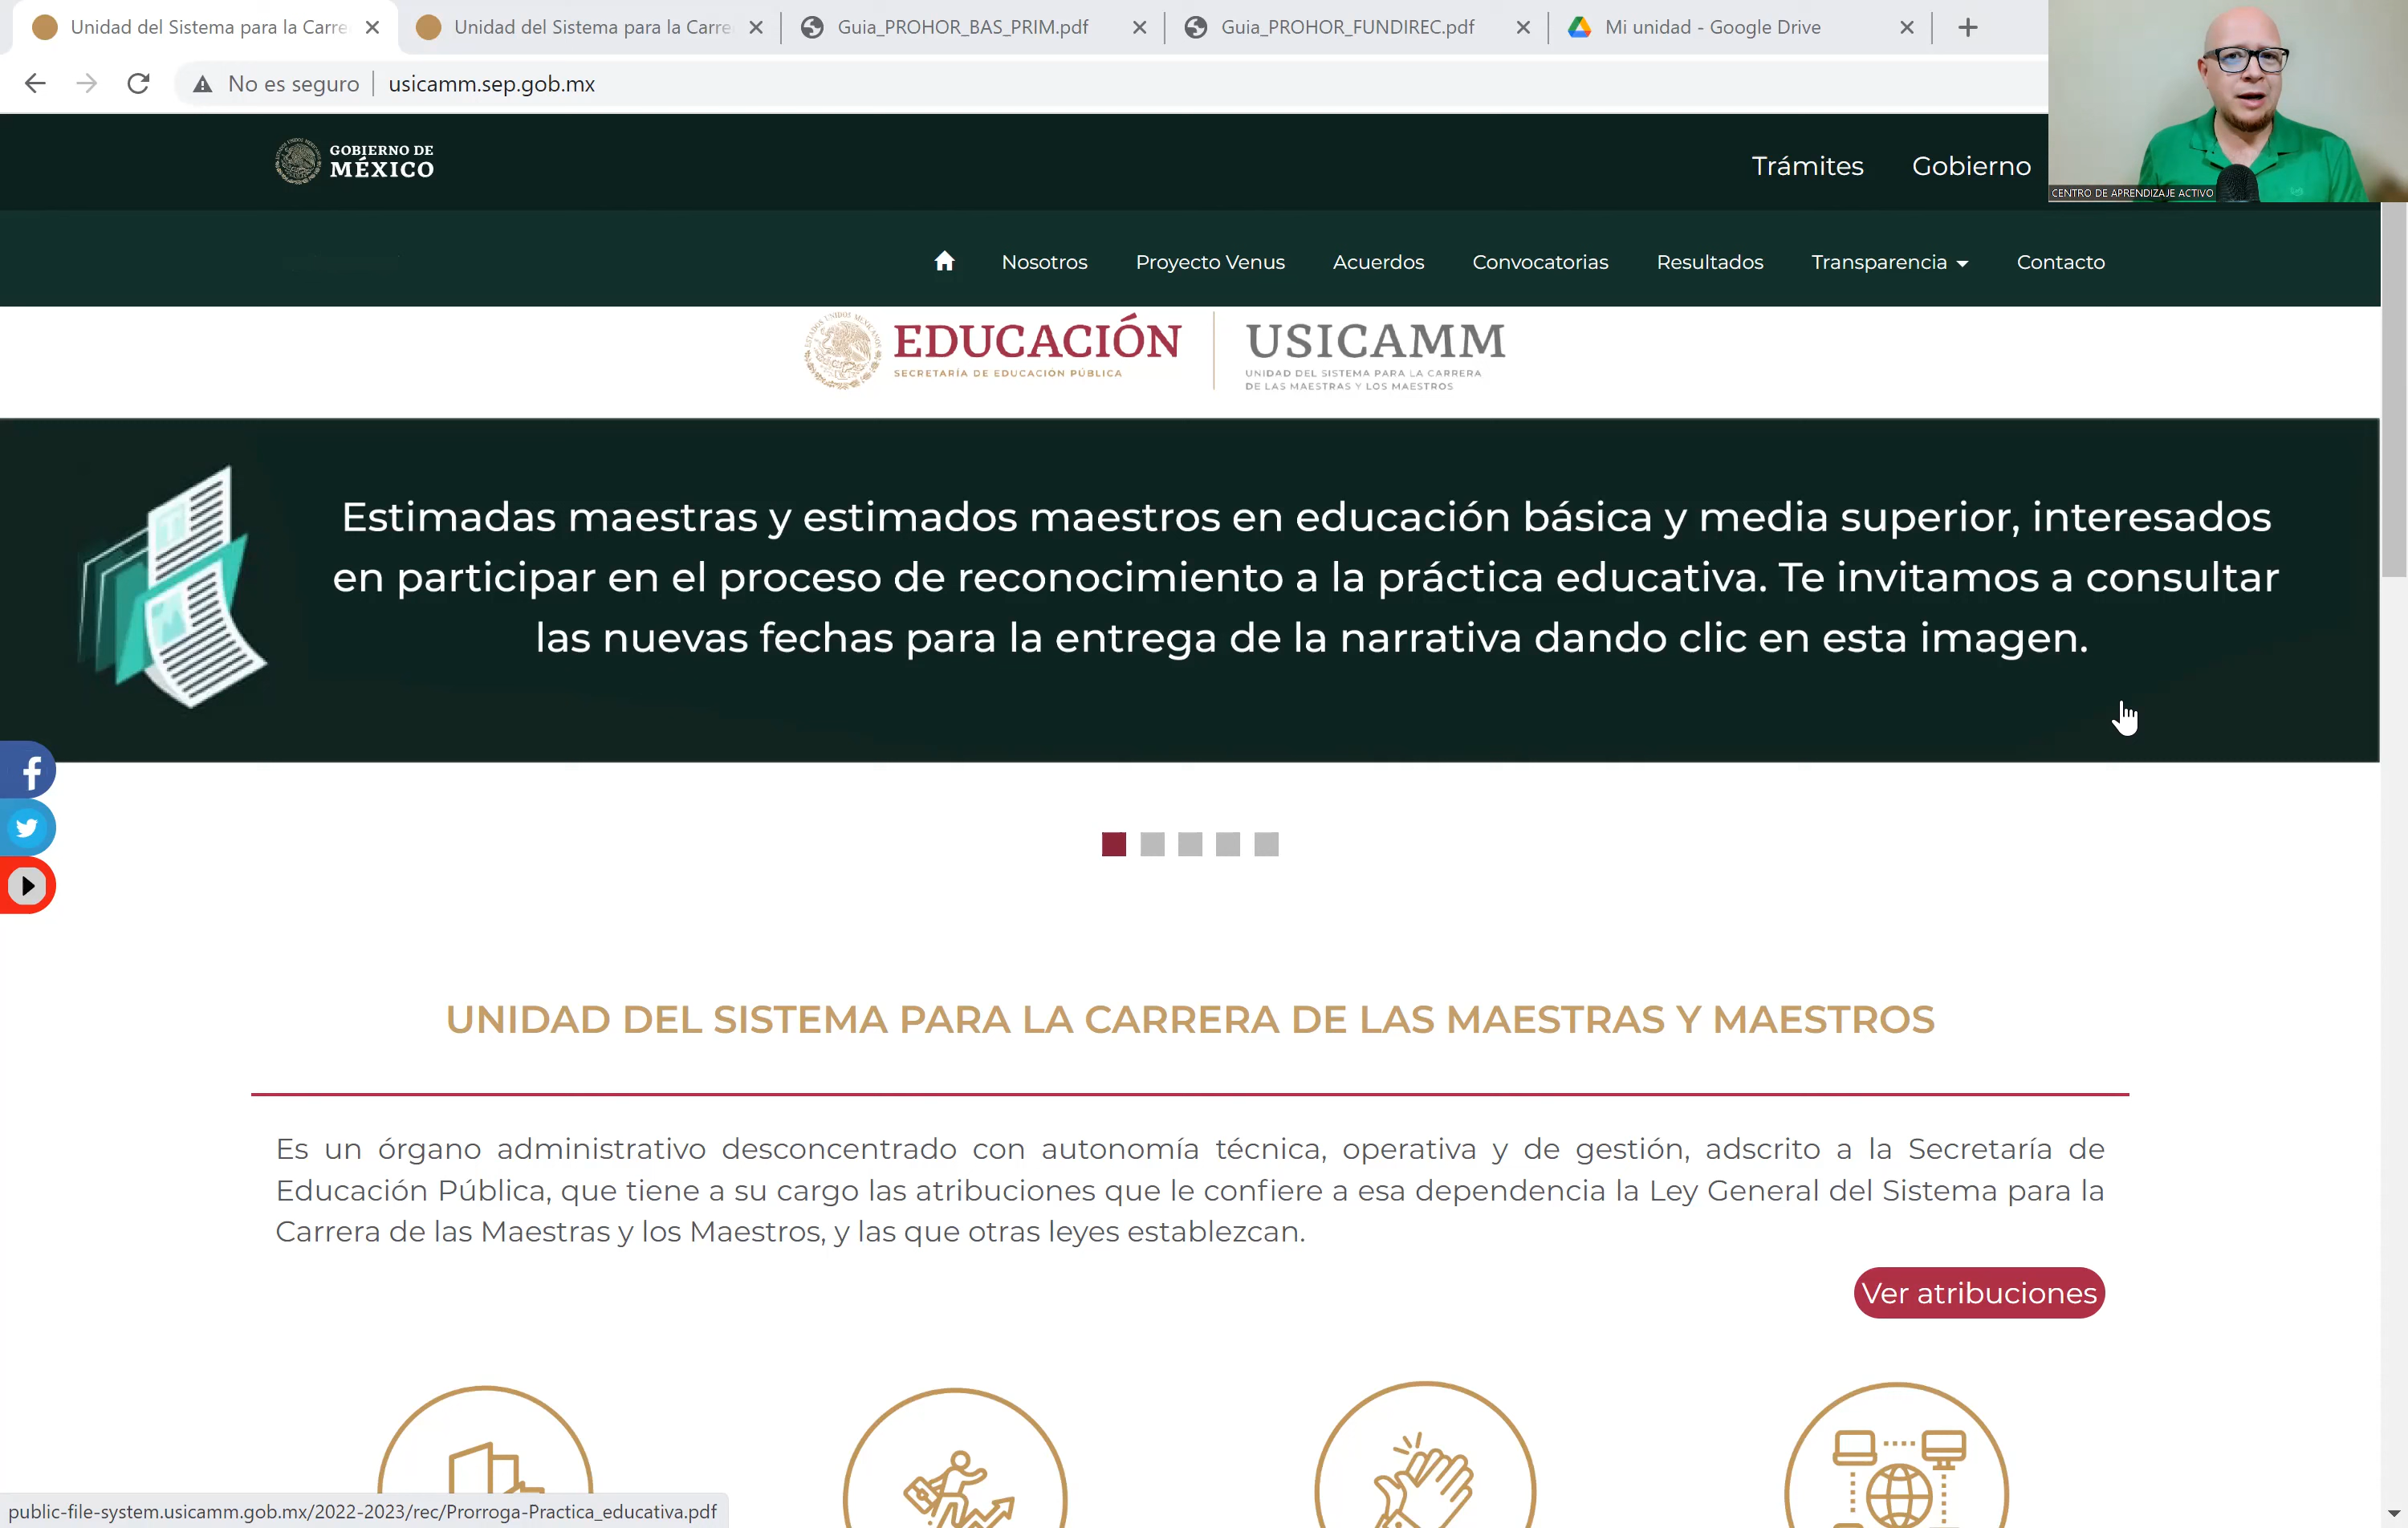 Unidad del Sistema para la Carre
Unidad del Sistema para la Carre
Guia_PROHOR_BAS_PRIM.pdf
Guia_PROHOR_FUNDIREC.pdf
Mi unidad - Google Drive
No es seguro
usicamm.sep.gob.mx
GOBIERNO DE
MÉXICO
Trámites
Gobierno
CENTRO DE APRENDIZAJE ACTIVO
Nosotros
Proyecto Venus
Acuerdos
Convocatorias
Resultados
Transparencia
Contacto
ESTADOS UNIDOS MEXICANOS
EDUCACIÓN
SECRETARÍA DE EDUCACIÓN PÚBLICA
USICAMM
UNIDAD DEL SISTEMA PARA LA CARRERA
DE LAS MAESTRAS Y LOS MAESTROS
Estimadas maestras y estimados maestros en educación básica y media superior, interesados
en participar en el proceso de reconocimiento a la práctica educativa. Te invitamos a consultar
las nuevas fechas para la entrega de la narrativa dando clic en esta imagen.
UNIDAD DEL SISTEMA PARA LA CARRERA DE LAS MAESTRAS Y MAESTROS
Es un órgano administrativo desconcentrado con autonomía técnica, operativa y de gestión, adscrito a la Secretaría de
Educación Pública, que tiene a su cargo las atribuciones que le confiere a esa dependencia la Ley General del Sistema para la
Carrera de las Maestras y los Maestros, y las que otras leyes establezcan.
Ver atribuciones
public-file-system.usicamm.gob.mx/2022-2023/rec/Prorroga-Practica_educativa.pdf